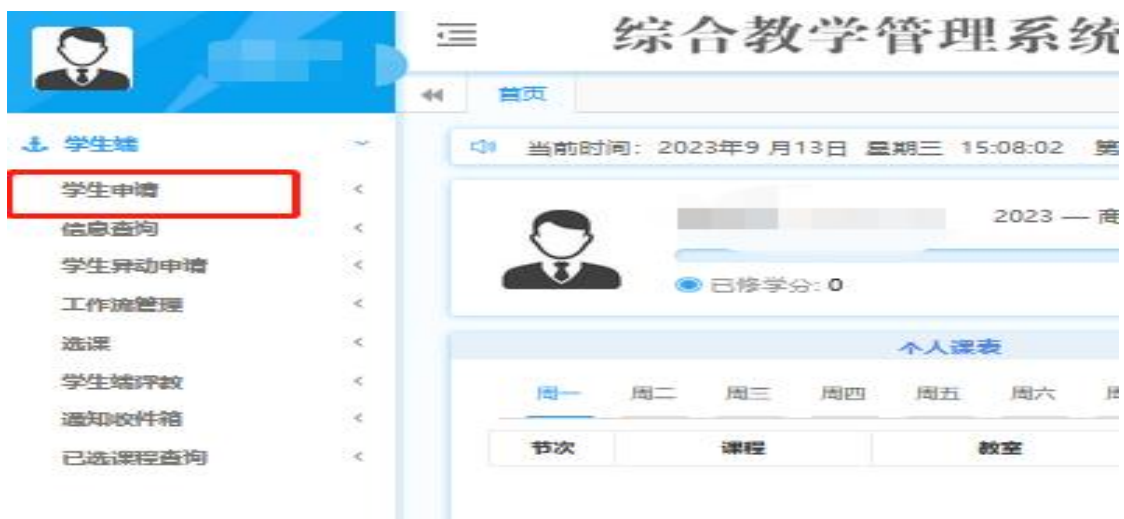 综合教学管理系统
首页
学生端
当前时间：2023年9月13日 星期三 15:08:02 第
学生申请
信息查询
2023 — 商
学生异动申请
已修学分: 0
工作流管理
选课
个人课表
学生端评教
周一 周二 周三 周四 周五 周六
通知收件箱
节次 课程 教室
已选课程查询